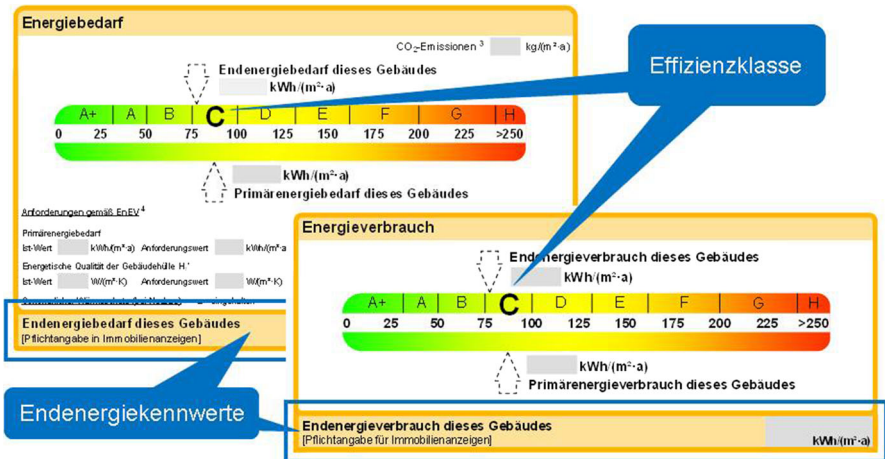 Energiebedarf
CO₂-Emissionen ³ kg/(m²·a)
Endenergiebedarf dieses Gebäudes
kWh/(m²·a)
A+ A B C D E F G H
0 25 50 75 100 125 150 175 200 225 >250
kWh/(m²·a)
Primärenergiebedarf dieses Gebäudes
Anforderungen gemäß EnEV ⁴
Primärenergiebedarf
Ist-Wert kWh/(m²·a) Anforderungswert kWh/(m²·a
Energetische Qualität der Gebäudehülle H
Ist-Wert W/(m²·K) Anforderungswert W/(m²·K)
Endenergiebedarf dieses Gebäudes
[Pflichtangabe in Immobilienanzeigen]
Effizienzklasse
Energieverbrauch
Endenergieverbrauch dieses Gebäudes
kWh/(m²·a)
A+ A B C D E F G H
0 25 50 75 100 125 150 175 200 225 >250
kWh/(m²·a)
Primärenergieverbrauch dieses Gebäudes
Endenergiekennwerte
Endenergieverbrauch dieses Gebäudes
[Pflichtangabe für Immobilienanzeigen]
kWh/(m²·a)